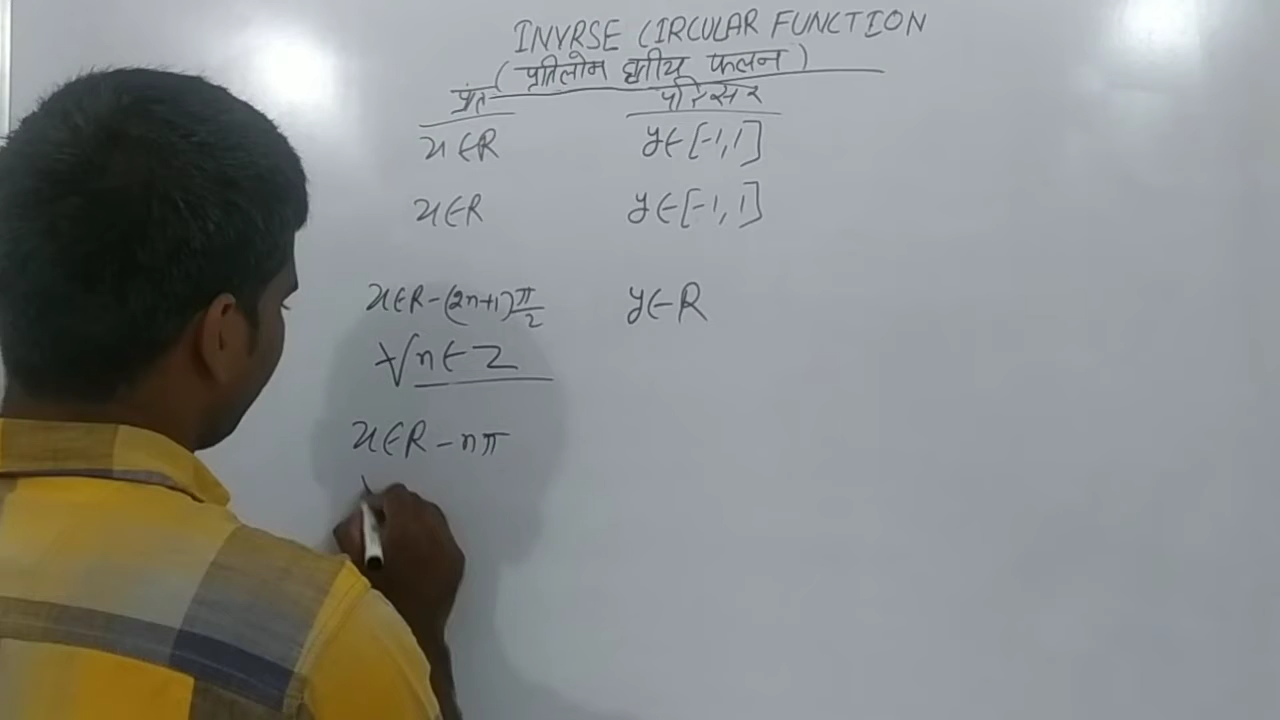 INVRSE CIRCULAR FUNCTION
(प्रतिलोम वृतीय फलन)
प्रांत परिसर
x∈R y∈[-1,1]
x∈R y∈[-1,1]
x∈R-(2n+1)π/2 y∈R
∀ n∈Z
x∈R-nπ